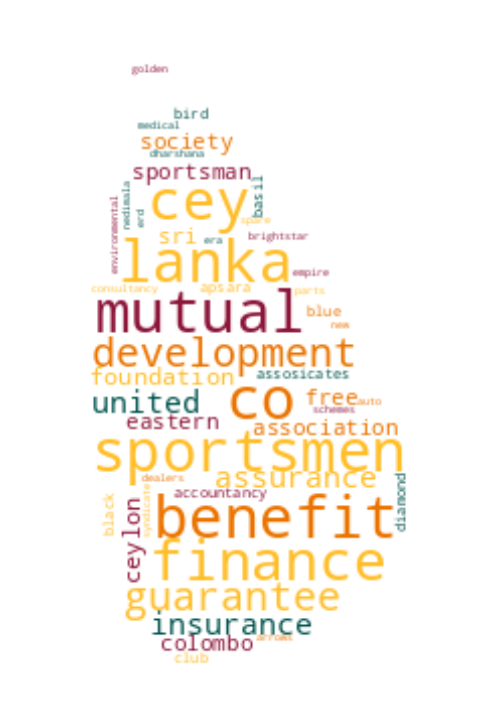 golden
bird
medical
society
dharshana
sportsman
basil
nedimala
environmental
erd
cey
spare
sri
era
brightstar
lanka
empire
consultancy
apsara
parts
mutual
blue
new
development
foundation
assosicates
united
co
free
auto
schemes
eastern
association
sportsmen
dealers
assurance
diamond
accountancy
black
syndicate
benefit
ceylon
finance
guarantee
insurance
colombo
arrows
club